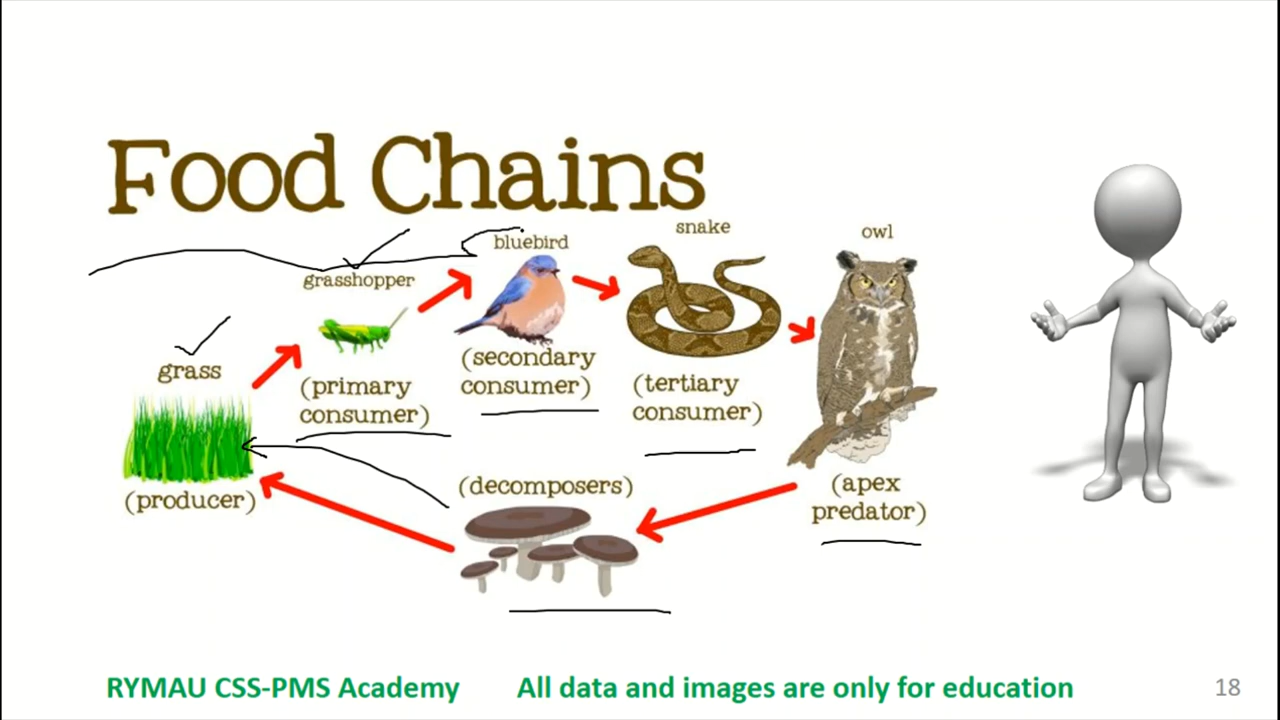 Food Chains
grasshopper
bluebird
snake
owl
grass
(primary
consumer)
(secondary
consumer)
(tertiary
consumer)
(producer)
(decomposers)
(apex
predator)
RYMAU CSS-PMS Academy
All data and images are only for education
18